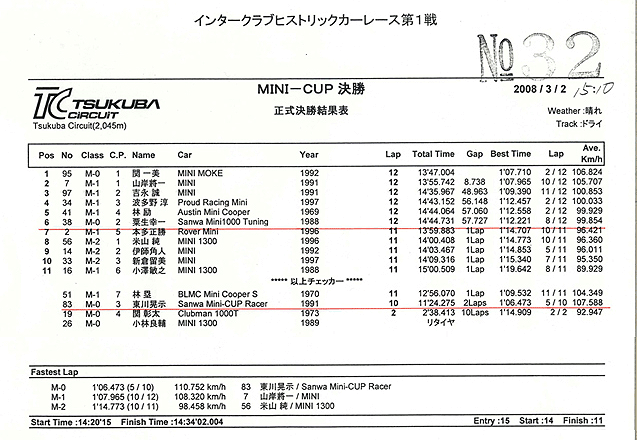 インタークラブヒストリックカーレース第1戦
No 32
MINI-CUP 決勝
2008 / 3 / 2 15:10
TC TSUKUBA CIRCUIT
正式決勝結果表
Weather :晴れ
Tsukuba Circuit(2,045m)
Track :ドライ
Pos No Class C.P. Name Car Year Lap Total Time Gap Best Time Lap Ave. Km/h
1 95 M-0 1 関 一美 MINI MOKE 1992 12 13'47.004 1'07.710 2 / 12 106.824
2 7 M-1 1 山岸將一 MINI 1991 12 13'55.742 8.738 1'07.965 10 / 12 105.707
3 97 M-1 2 吉永 誠 MINI 1991 12 14'35.967 48.963 1'09.390 11 / 12 100.853
4 34 M-1 3 波多野 淳 Proud Racing Mini 1997 12 14'43.152 56.148 1'12.457 2 / 12 100.033
5 41 M-1 4 林 励 Austin Mini Cooper 1969 12 14'44.064 57.060 1'12.558 2 / 12 99.929
6 38 M-0 2 粟生幸一 Sanwa Mini1000 Tuning 1988 12 14'44.731 57.727 1'12.221 8 / 12 99.854
7 2 M-1 5 本多正勝 Rover Mini 1996 11 13'59.883 1Lap 1'14.707 10 / 11 96.421
8 56 M-2 1 米山 純 MINI 1300 1996 11 14'00.408 1Lap 1'14.773 10 / 11 96.360
9 14 M-2 2 伊師角人 MINI 1992 11 14'03.467 1Lap 1'14.853 5 / 11 96.011
10 33 M-2 3 新倉留美 MINI 1997 11 14'09.316 1Lap 1'15.340 7 / 11 95.350
11 16 M-1 6 小澤敏之 MINI 1300 1988 11 15'00.509 1Lap 1'19.642 8 / 11 89.929
***** 以上チェッカー *****
51 M-1 7 林 塁 BLMC Mini Cooper S 1970 11 12'56.070 1Lap 1'09.532 11 / 11 104.349
83 M-0 3 東川晃示 Sanwa Mini-CUP Racer 1991 10 11'24.275 2Laps 1'06.473 5 / 10 107.588
19 M-0 4 関 彰太 Clubman 1000T 1973 2 2'38.413 10Laps 1'14.909 2 / 2 92.947
26 M-0 小林良輔 MINI 1300 1989 リタイヤ
Fastest Lap
M-0 1'06.473 (5 / 10) 110.752 km/h 83 東川晃示 / Sanwa Mini-CUP Racer
M-1 1'07.965 (10 / 12) 108.320 km/h 7 山岸將一 / MINI
M-2 1'14.773 (10 / 11) 98.458 km/h 56 米山 純 / MINI 1300
Start Time :14:20'15 Finish Time :14:34'02.004 Entry :15 Start :14 Finish :11